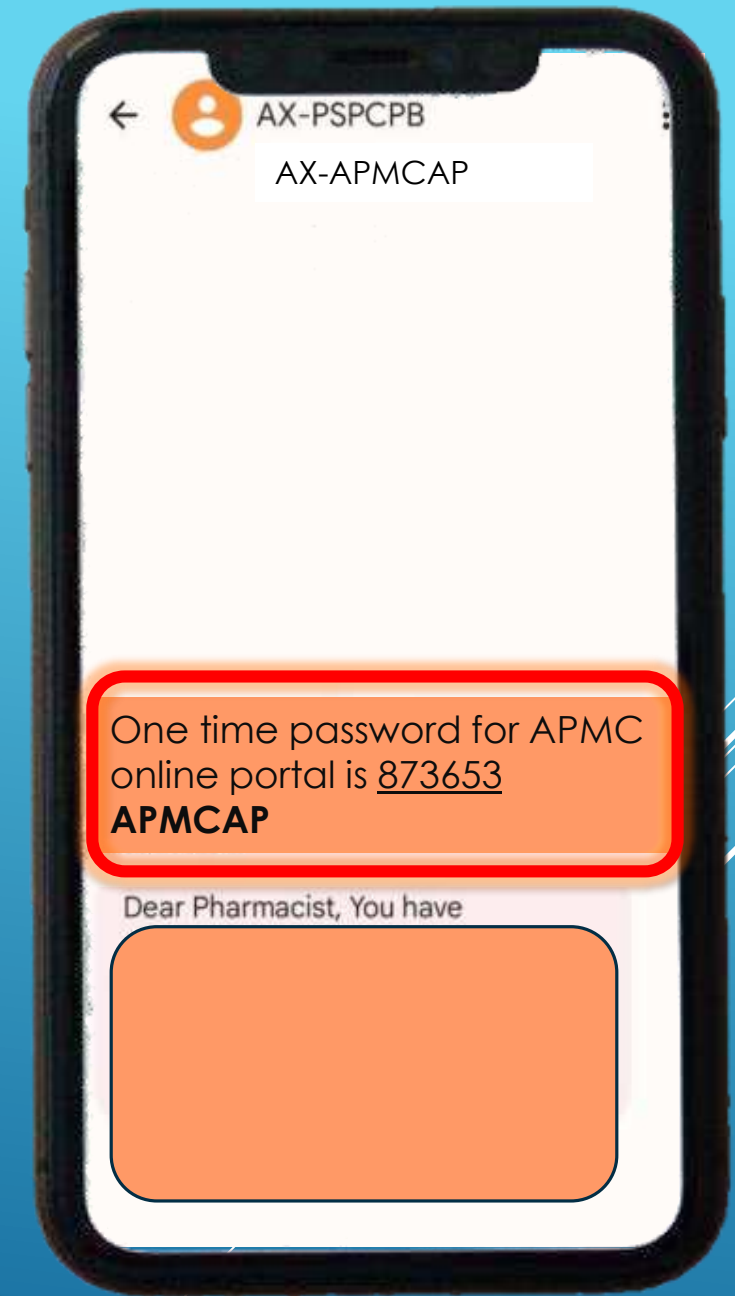 AX-PSPCPB
AX-APMCAP
One time password for APMC
online portal is 873653
APMCAP
Dear Pharmacist, You have